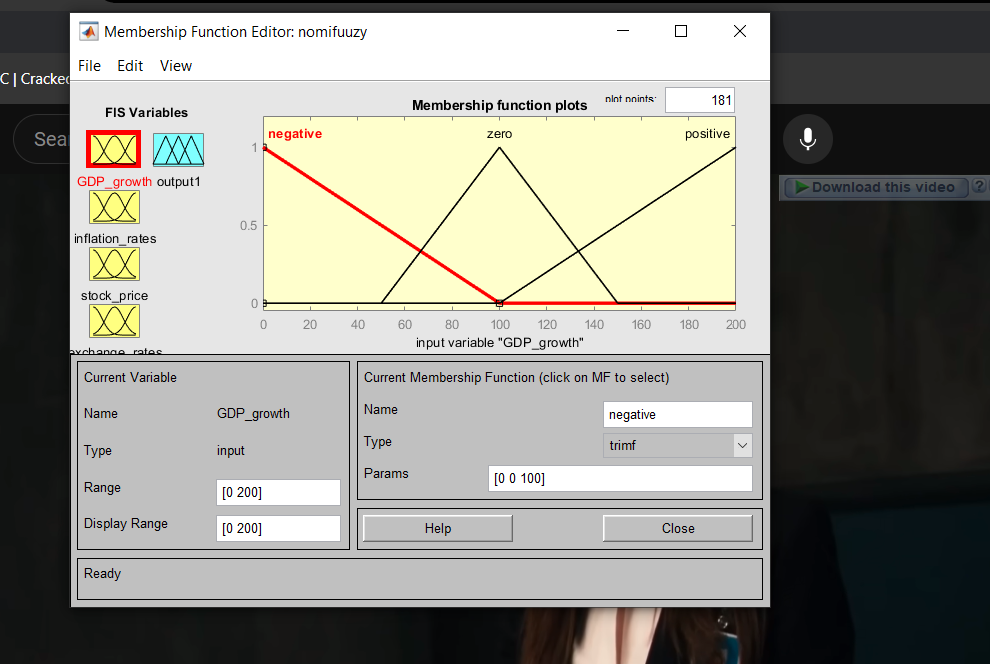 Membership Function Editor: nomifuuzy
File Edit View
C | Cracked
FIS Variables
Membership function plots
plot points:
181
Sea
negative
zero
positive
1
0.5
0
0 20 40 60 80 100 120 140 160 180 200
input variable "GDP_growth"
GDP_growth output1
inflation_rates
stock_price
exchange_rates
Download this video
?
Current Variable
Name GDP_growth
Type input
Range [0 200]
Display Range [0 200]
Current Membership Function (click on MF to select)
Name negative
Type trimf
Params [0 0 100]
Help Close
Ready